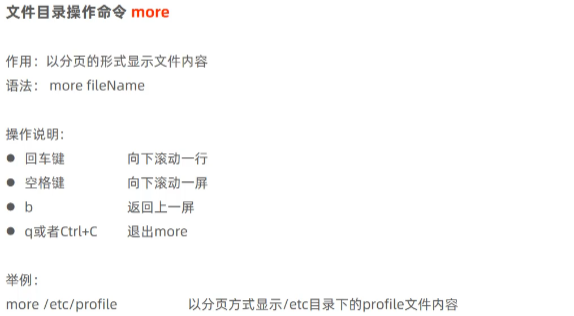 文件目录操作命令 more
作用：以分页的形式显示文件内容
语法： more fileName
操作说明：
● 回车键 向下滚动一行
● 空格键 向下滚动一屏
● b 返回上一屏
● q或者Ctrl+C 退出more
举例：
more /etc/profile 以分页方式显示/etc目录下的profile文件内容